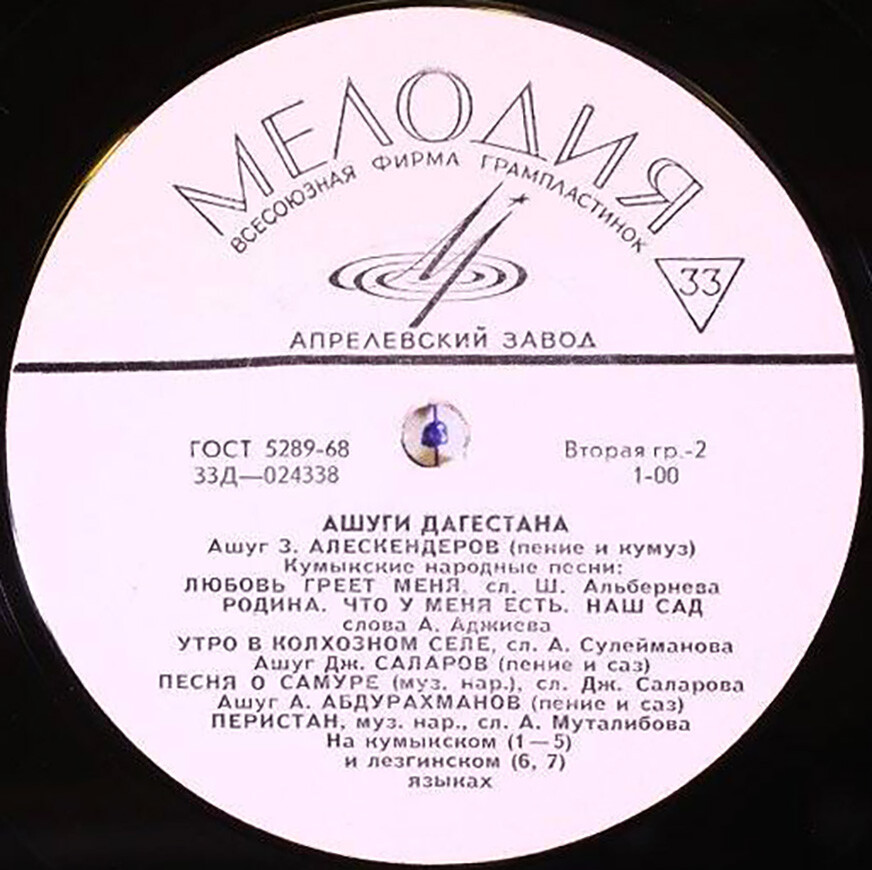 МЕЛОДИЯ
ВСЕСОЮЗНАЯ ФИРМА ГРАМПЛАСТИНОК
33
АПРЕЛЕВСКИЙ ЗАВОД
ГОСТ 5289-68
33Д—024338
Вторая гр.-2
1-00
АШУГИ ДАГЕСТАНА
Ашуг З. АЛЕСКЕНДЕРОВ (пение и кумуз)
Кумыкские народные песни:
ЛЮБОВЬ ГРЕЕТ МЕНЯ, сл. Ш. Альбернева
РОДИНА. ЧТО У МЕНЯ ЕСТЬ. НАШ САД
слова А. Аджиева
УТРО В КОЛХОЗНОМ СЕЛЕ, сл. А. Сулейманова
Ашуг Дж. САЛАРОВ (пение и саз)
ПЕСНЯ О САМУРЕ (муз. нар.), сл. Дж. Саларова
Ашуг А. АБДУРАХМАНОВ (пение и саз)
ПЕРИСТАН, муз. нар., сл. А. Муталибова
На кумыкском (1—5)
и лезгинском (6, 7)
языках